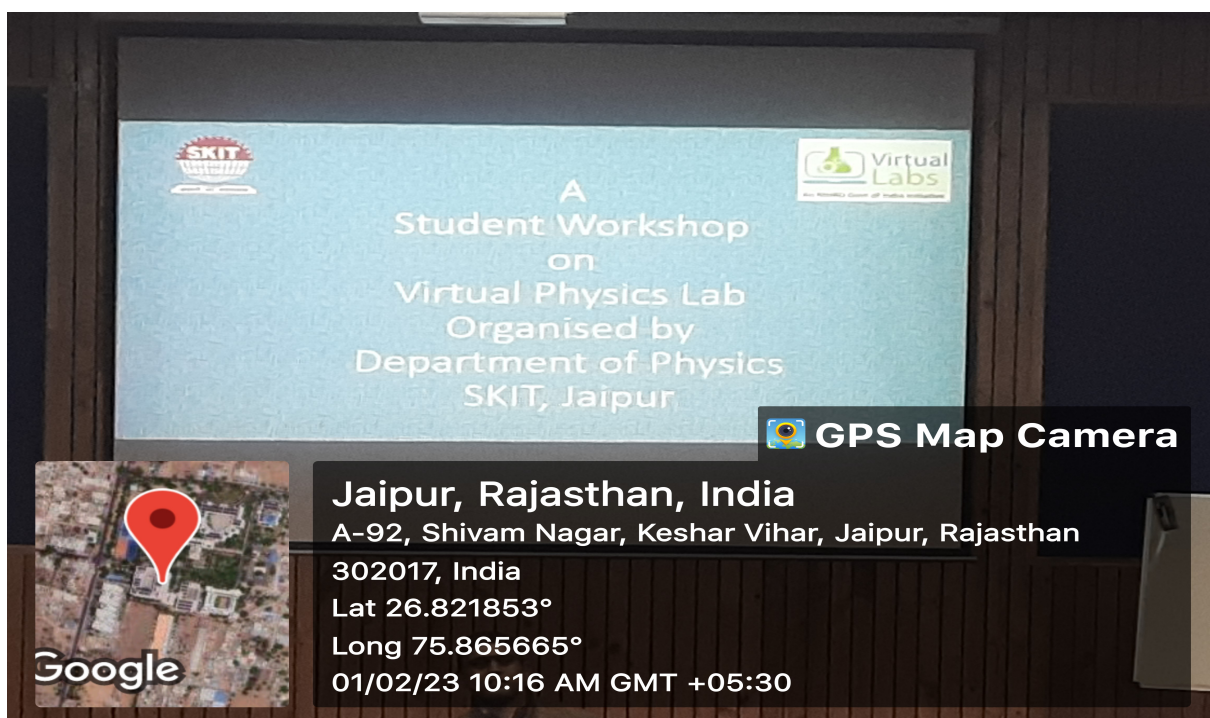 SKIT
Virtual
Labs
A
Student Workshop
on
Virtual Physics Lab
Organised by
Department of Physics
SKIT, Jaipur
GPS Map Camera
Jaipur, Rajasthan, India
A-92, Shivam Nagar, Keshar Vihar, Jaipur, Rajasthan
302017, India
Lat 26.821853°
Long 75.865665°
01/02/23 10:16 AM GMT +05:30
Google